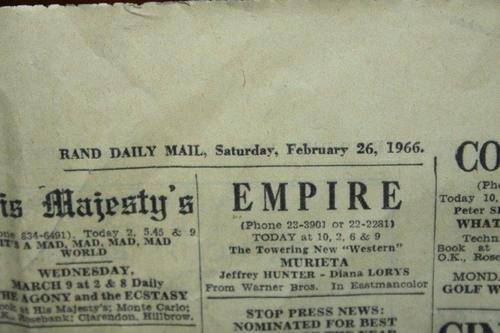 RAND DAILY MAIL, Saturday, February 26, 1966.
is Majesty's
834-6491). Today 2, 5.45 & 9
IT'S A MAD, MAD, MAD, MAD
WORLD
WEDNESDAY,
MARCH 9 at 2 & 8 Daily
THE AGONY and the ECSTASY
at His Majesty's; Monte Carlo;
Rosebank; Clarendon, Hillbrow.
EMPIRE
(Phone 23-3901 or 22-2281)
TODAY at 10, 2, 6 & 9
The Towering New "Western"
MURIETA
Jeffrey HUNTER - Diana LORYS
From Warner Bros. In Eastmancolor
STOP PRESS NEWS:
NOMINATED FOR BEST
CO
(Ph
Today 10,
Peter S
WHAT
Techn
Book at
O.K., Rose
MOND
GOLF W